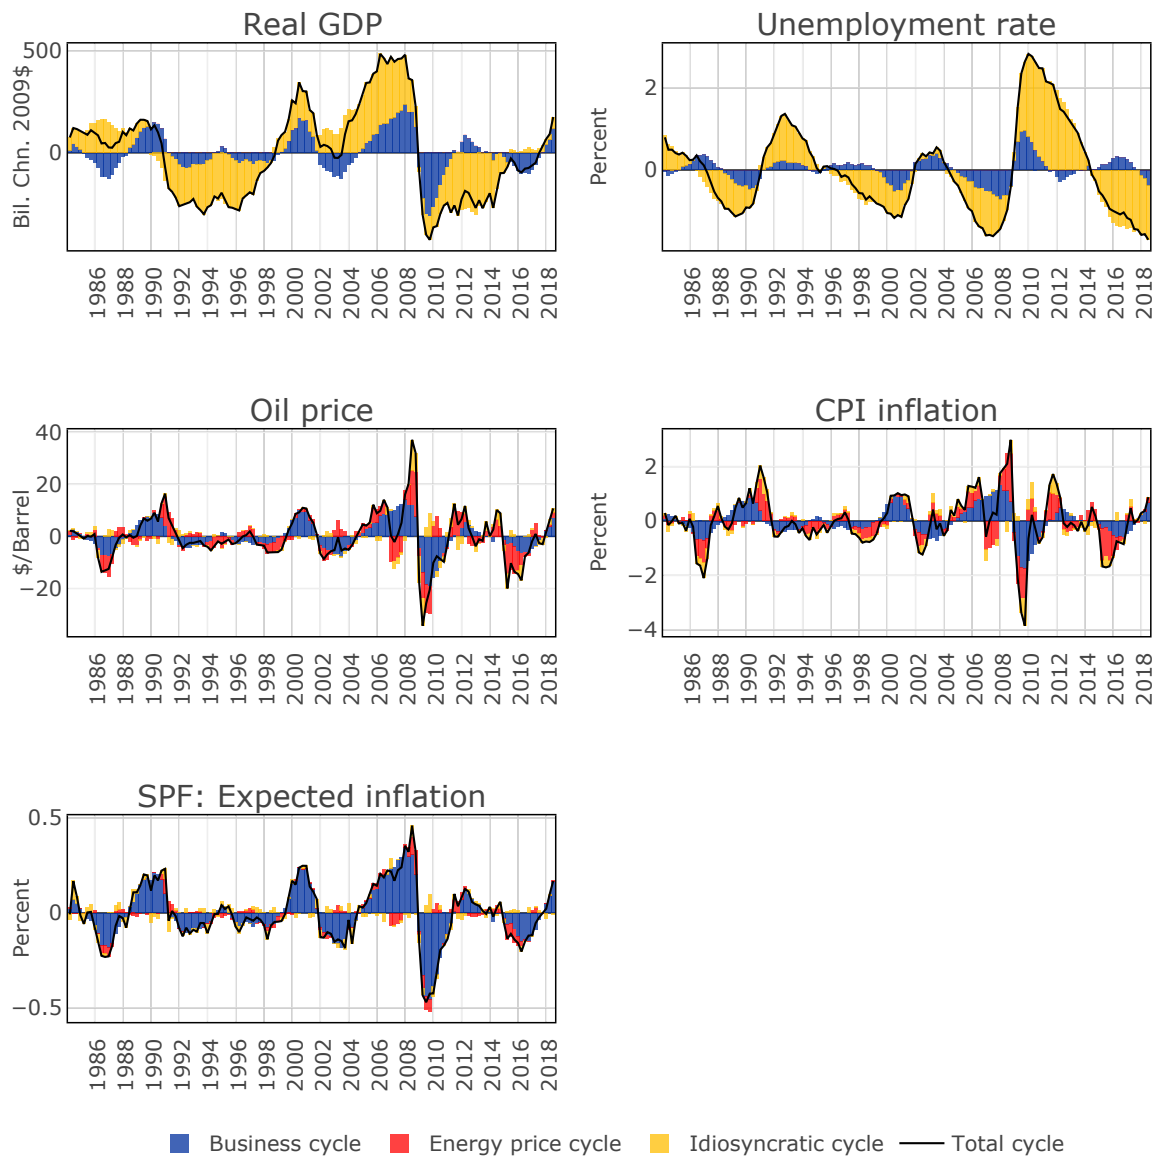 Real GDP
Bil. Chn. 2009$
500
0
1986 1988 1990 1992 1994 1996 1998 2000 2002 2004 2006 2008 2010 2012 2014 2016 2018
Unemployment rate
Percent
2
0
1986 1988 1990 1992 1994 1996 1998 2000 2002 2004 2006 2008 2010 2012 2014 2016 2018
Oil price
$/Barrel
40
20
0
−20
1986 1988 1990 1992 1994 1996 1998 2000 2002 2004 2006 2008 2010 2012 2014 2016 2018
CPI inflation
Percent
2
0
−2
−4
1986 1988 1990 1992 1994 1996 1998 2000 2002 2004 2006 2008 2010 2012 2014 2016 2018
SPF: Expected inflation
Percent
0.5
0
−0.5
1986 1988 1990 1992 1994 1996 1998 2000 2002 2004 2006 2008 2010 2012 2014 2016 2018
Business cycle Energy price cycle Idiosyncratic cycle Total cycle